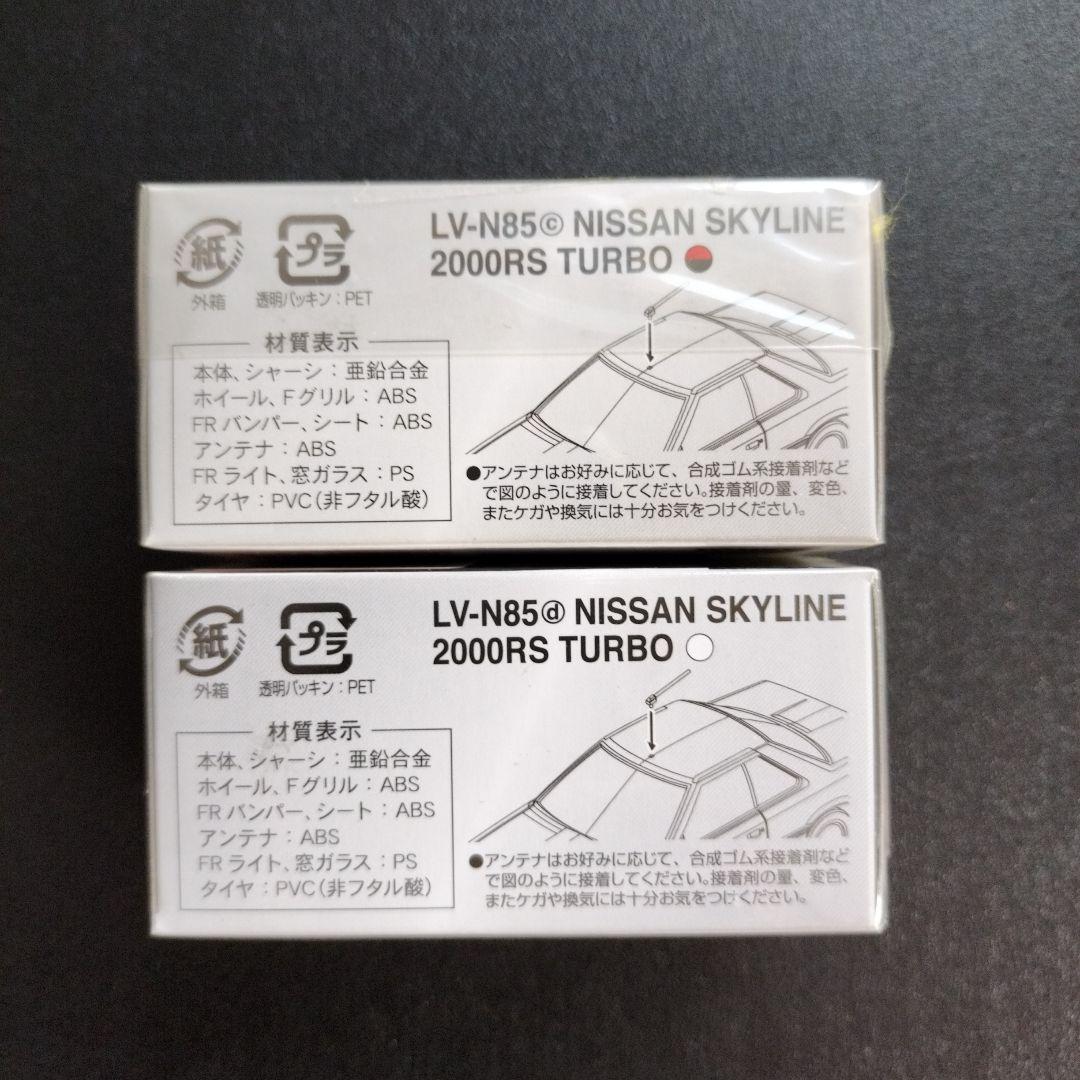 LV-N85ⓒ NISSAN SKYLINE
2000RS TURBO
紙
外箱
プラ
透明パッキン：PET
材質表示
本体、シャーシ：亜鉛合金
ホイール、Fグリル：ABS
FRバンパー、シート：ABS
アンテナ：ABS
FRライト、窓ガラス：PS
タイヤ：PVC（非フタル酸）
●アンテナはお好みに応じて、合成ゴム系接着剤など
で図のように接着してください。接着剤の量、変色、
またケガや換気には十分お気をつけください。
LV-N85ⓓ NISSAN SKYLINE
2000RS TURBO
紙
外箱
プラ
透明パッキン：PET
材質表示
本体、シャーシ：亜鉛合金
ホイール、Fグリル：ABS
FRバンパー、シート：ABS
アンテナ：ABS
FRライト、窓ガラス：PS
タイヤ：PVC（非フタル酸）
●アンテナはお好みに応じて、合成ゴム系接着剤など
で図のように接着してください。接着剤の量、変色、
またケガや換気には十分お気をつけください。